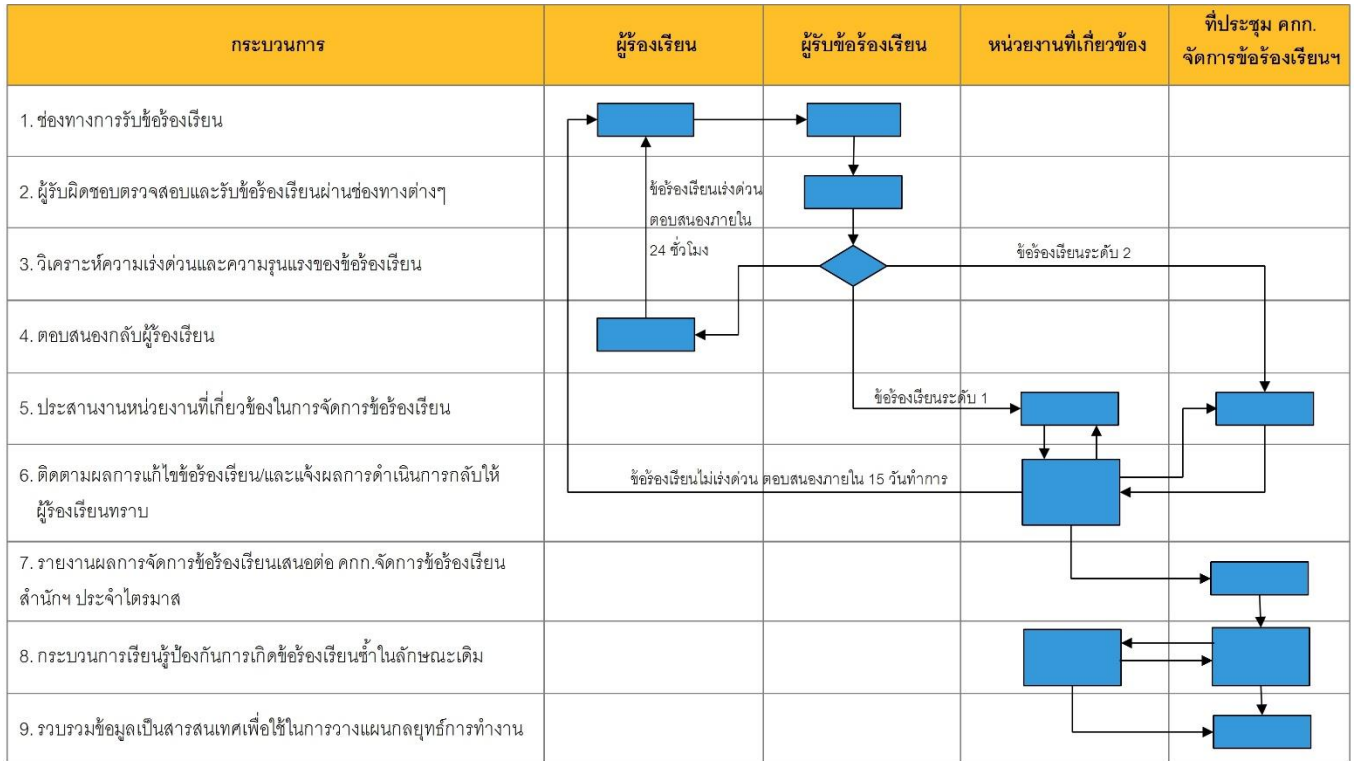 กระบวนการ
ผู้ร้องเรียน
ผู้รับข้อร้องเรียน
หน่วยงานที่เกี่ยวข้อง
ที่ประชุม คกก.
จัดการข้อร้องเรียนฯ
1. ช่องทางการรับข้อร้องเรียน
2. ผู้รับผิดชอบตรวจสอบและรับข้อร้องเรียนผ่านช่องทางต่างๆ
ข้อร้องเรียนเร่งด่วน
ตอบสนองภายใน
24 ชั่วโมง
3. วิเคราะห์ความเร่งด่วนและความรุนแรงของข้อร้องเรียน
ข้อร้องเรียนระดับ 2
4. ตอบสนองกลับผู้ร้องเรียน
5. ประสานงานหน่วยงานที่เกี่ยวข้องในการจัดการข้อร้องเรียน
ข้อร้องเรียนระดับ 1
6. ติดตามผลการแก้ไขข้อร้องเรียน/และแจ้งผลการดำเนินการกลับให้
ผู้ร้องเรียนทราบ
ข้อร้องเรียนไม่เร่งด่วน ตอบสนองภายใน 15 วันทำการ
7. รายงานผลการจัดการข้อร้องเรียนเสนอต่อ คกก.จัดการข้อร้องเรียน
สำนักฯ ประจำไตรมาส
8. กระบวนการเรียนรู้ป้องกันการเกิดข้อร้องเรียนซ้ำในลักษณะเดิม
9. รวบรวมข้อมูลเป็นสารสนเทศเพื่อใช้ในการวางแผนกลยุทธ์การทำงาน